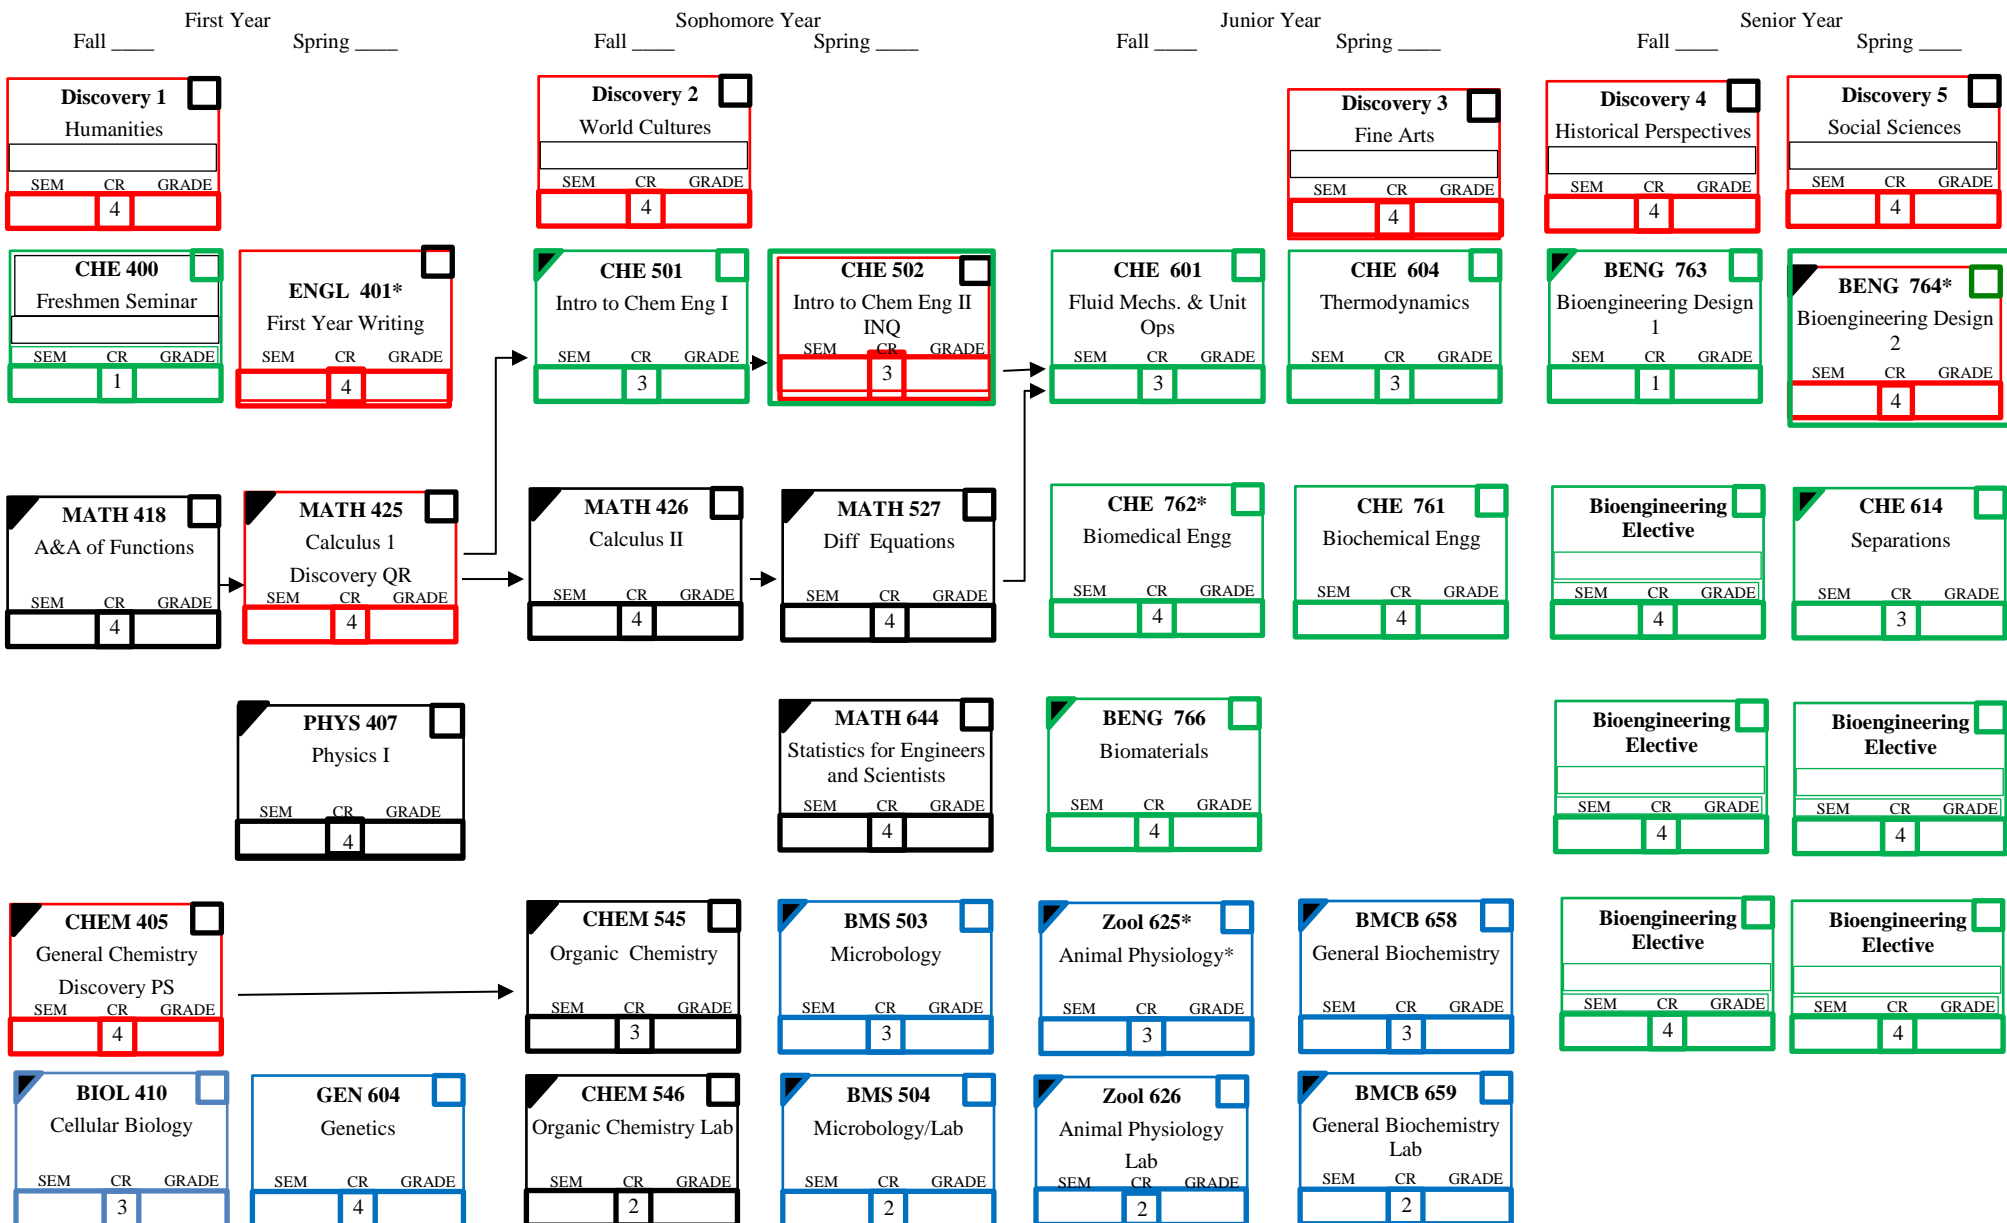 First Year
Sophomore Year
Junior Year
Senior Year
Fall ____
Spring ____
Fall ____
Spring ____
Fall ____
Spring ____
Fall ____
Spring ____
Discovery 1
Humanities
SEM CR GRADE
4
Discovery 2
World Cultures
SEM CR GRADE
4
Discovery 3
Fine Arts
SEM CR GRADE
4
Discovery 4
Historical Perspectives
SEM CR GRADE
4
Discovery 5
Social Sciences
SEM CR GRADE
4
CHE 400
Freshmen Seminar
SEM CR GRADE
1
ENGL 401*
First Year Writing
SEM CR GRADE
4
CHE 501
Intro to Chem Eng I
SEM CR GRADE
3
CHE 502
Intro to Chem Eng II
INQ
SEM CR GRADE
3
CHE 601
Fluid Mechs. & Unit
Ops
SEM CR GRADE
3
CHE 604
Thermodynamics
SEM CR GRADE
3
BENG 763
Bioengineering Design
1
SEM CR GRADE
1
BENG 764*
Bioengineering Design
2
SEM CR GRADE
4
MATH 418
A&A of Functions
SEM CR GRADE
4
MATH 425
Calculus 1
Discovery QR
SEM CR GRADE
4
MATH 426
Calculus II
SEM CR GRADE
4
MATH 527
Diff Equations
SEM CR GRADE
4
CHE 762*
Biomedical Engg
SEM CR GRADE
4
CHE 761
Biochemical Engg
SEM CR GRADE
4
Bioengineering
Elective
SEM CR GRADE
4
CHE 614
Separations
SEM CR GRADE
3
PHYS 407
Physics I
SEM CR GRADE
4
MATH 644
Statistics for Engineers
and Scientists
SEM CR GRADE
4
BENG 766
Biomaterials
SEM CR GRADE
4
Bioengineering
Elective
SEM CR GRADE
4
Bioengineering
Elective
SEM CR GRADE
4
CHEM 405
General Chemistry
Discovery PS
SEM CR GRADE
4
CHEM 545
Organic Chemistry
SEM CR GRADE
3
BMS 503
Microbology
SEM CR GRADE
3
Zool 625*
Animal Physiology*
SEM CR GRADE
3
BMCB 658
General Biochemistry
SEM CR GRADE
3
Bioengineering
Elective
SEM CR GRADE
4
Bioengineering
Elective
SEM CR GRADE
4
BIOL 410
Cellular Biology
SEM CR GRADE
3
GEN 604
Genetics
SEM CR GRADE
4
CHEM 546
Organic Chemistry Lab
SEM CR GRADE
2
BMS 504
Microbology/Lab
SEM CR GRADE
2
Zool 626
Animal Physiology
Lab
SEM CR GRADE
2
BMCB 659
General Biochemistry
Lab
SEM CR GRADE
2